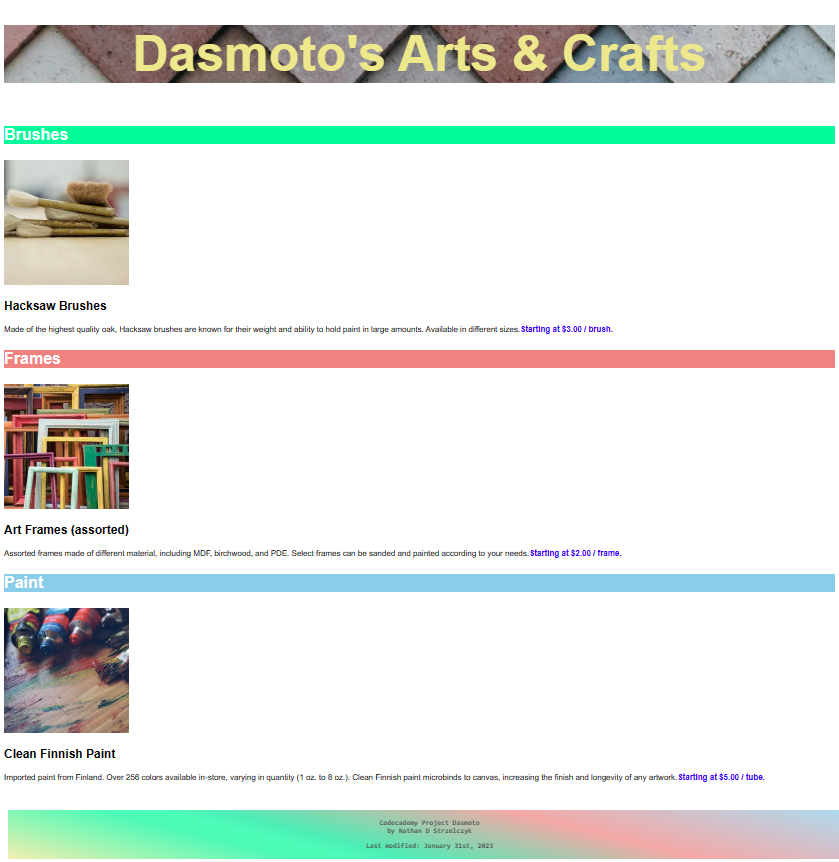 Dasmoto's Arts & Crafts
Brushes
Hacksaw Brushes
Made of the highest quality oak, Hacksaw brushes are known for their weight and ability to hold paint in large amounts. Available in different sizes. Starting at $3.00 / brush.
Frames
Art Frames (assorted)
Assorted frames made of different material, including MDF, birchwood, and PDE. Select frames can be sanded and painted according to your needs. Starting at $2.00 / frame.
Paint
Clean Finnish Paint
Imported paint from Finland. Over 256 colors available in-store, varying in quantity (1 oz. to 8 oz.). Clean Finnish paint microbinds to canvas, increasing the finish and longevity of any artwork. Starting at $5.00 / tube.
Codecademy Project Dasmoto
by Nathan D Strzelczyk
Last modified: January 31st, 2023